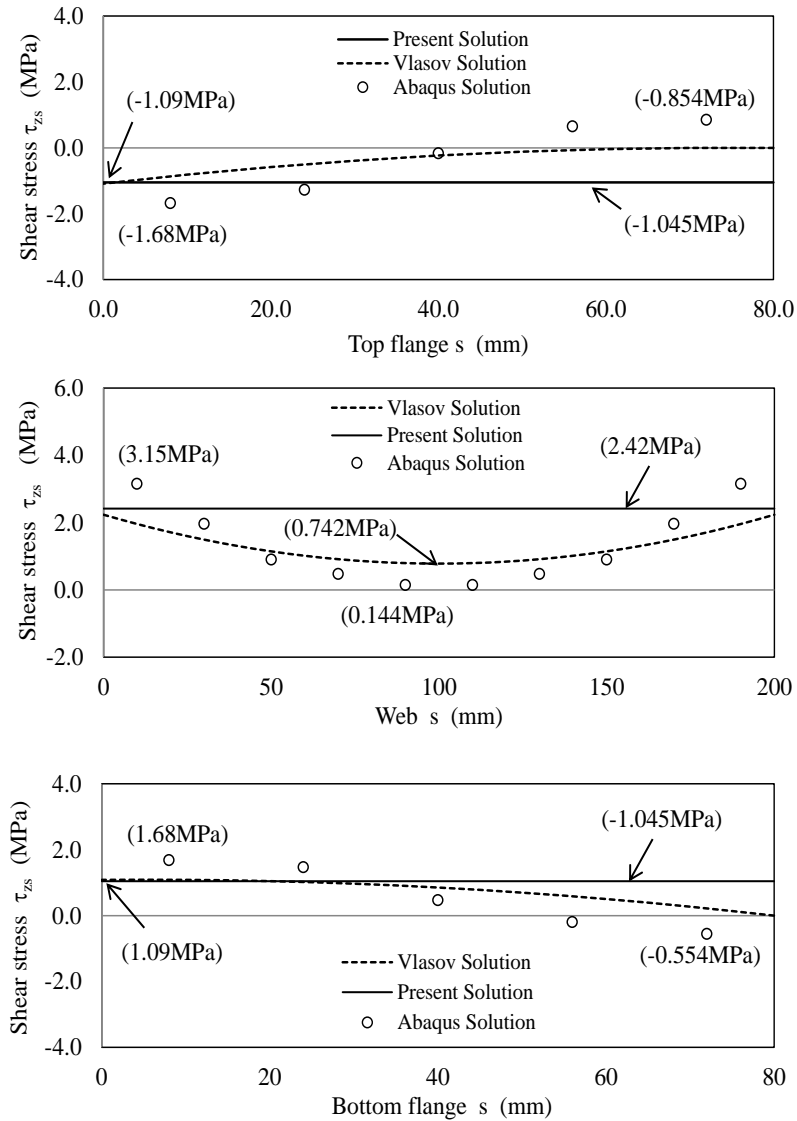 4.0
2.0
0.0
-2.0
-4.0
Shear stress τzs (MPa)
Present Solution
Vlasov Solution
Abaqus Solution
(-1.09MPa)
(-0.854MPa)
(-1.68MPa)
(-1.045MPa)
0.0 20.0 40.0 60.0 80.0
Top flange s (mm)
6.0
4.0
2.0
0.0
-2.0
Shear stress τzs (MPa)
Vlasov Solution
Present Solution
Abaqus Solution
(3.15MPa)
(2.42MPa)
(0.742MPa)
(0.144MPa)
0 50 100 150 200
Web s (mm)
4.0
2.0
0.0
-2.0
-4.0
Shear stress τzs (MPa)
(1.68MPa)
(-1.045MPa)
(1.09MPa)
(-0.554MPa)
Vlasov Solution
Present Solution
Abaqus Solution
0 20 40 60 80
Bottom flange s (mm)